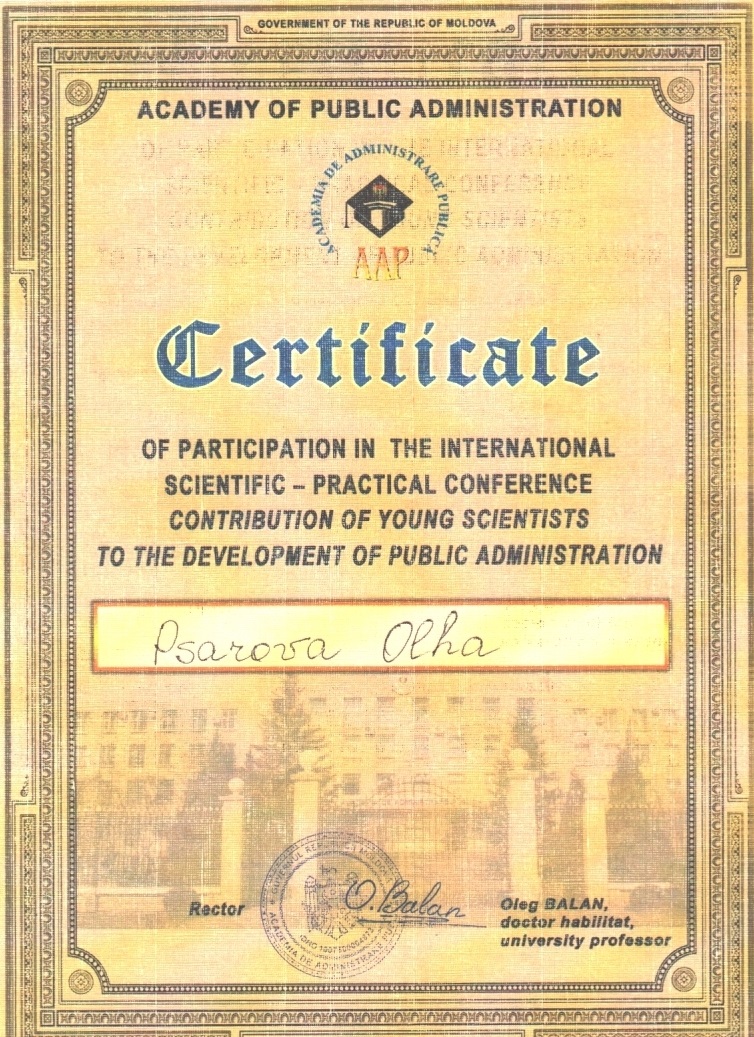 GOVERNMENT OF THE REPUBLIC OF MOLDOVA
ACADEMY OF PUBLIC ADMINISTRATION
ACADEMIA DE ADMINISTRARE PUBLICA
AAP
Certificate
OF PARTICIPATION IN THE INTERNATIONAL
SCIENTIFIC – PRACTICAL CONFERENCE
CONTRIBUTION OF YOUNG SCIENTISTS
TO THE DEVELOPMENT OF PUBLIC ADMINISTRATION
Psarova Olha
Rector
O. Balan
Oleg BALAN,
doctor habilitat,
university professor